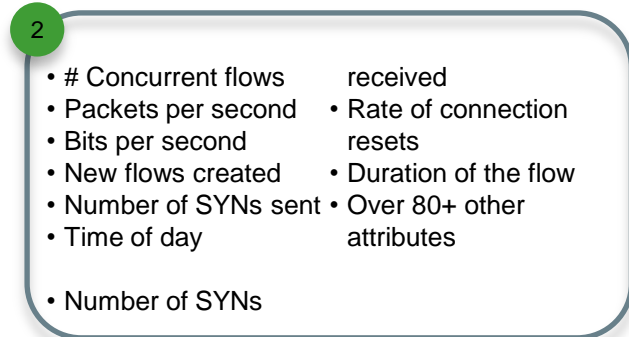 2
• # Concurrent flows
• Packets per second
• Bits per second
• New flows created
• Number of SYNs sent
• Time of day
• Number of SYNs
received
• Rate of connection
resets
• Duration of the flow
• Over 80+ other
attributes